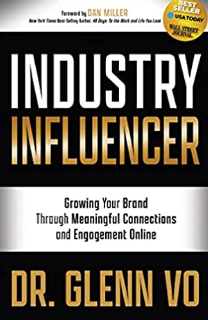 Foreword by DAN MILLER
New York Times Best-Selling Author, 48 Days To the Work and Life You Love
BEST
SELLER
USA TODAY
WALL STREET
JOURNAL
INDUSTRY
INFLUENCER
Growing Your Brand
Through Meaningful Connections
and Engagement Online
DR. GLENN VO